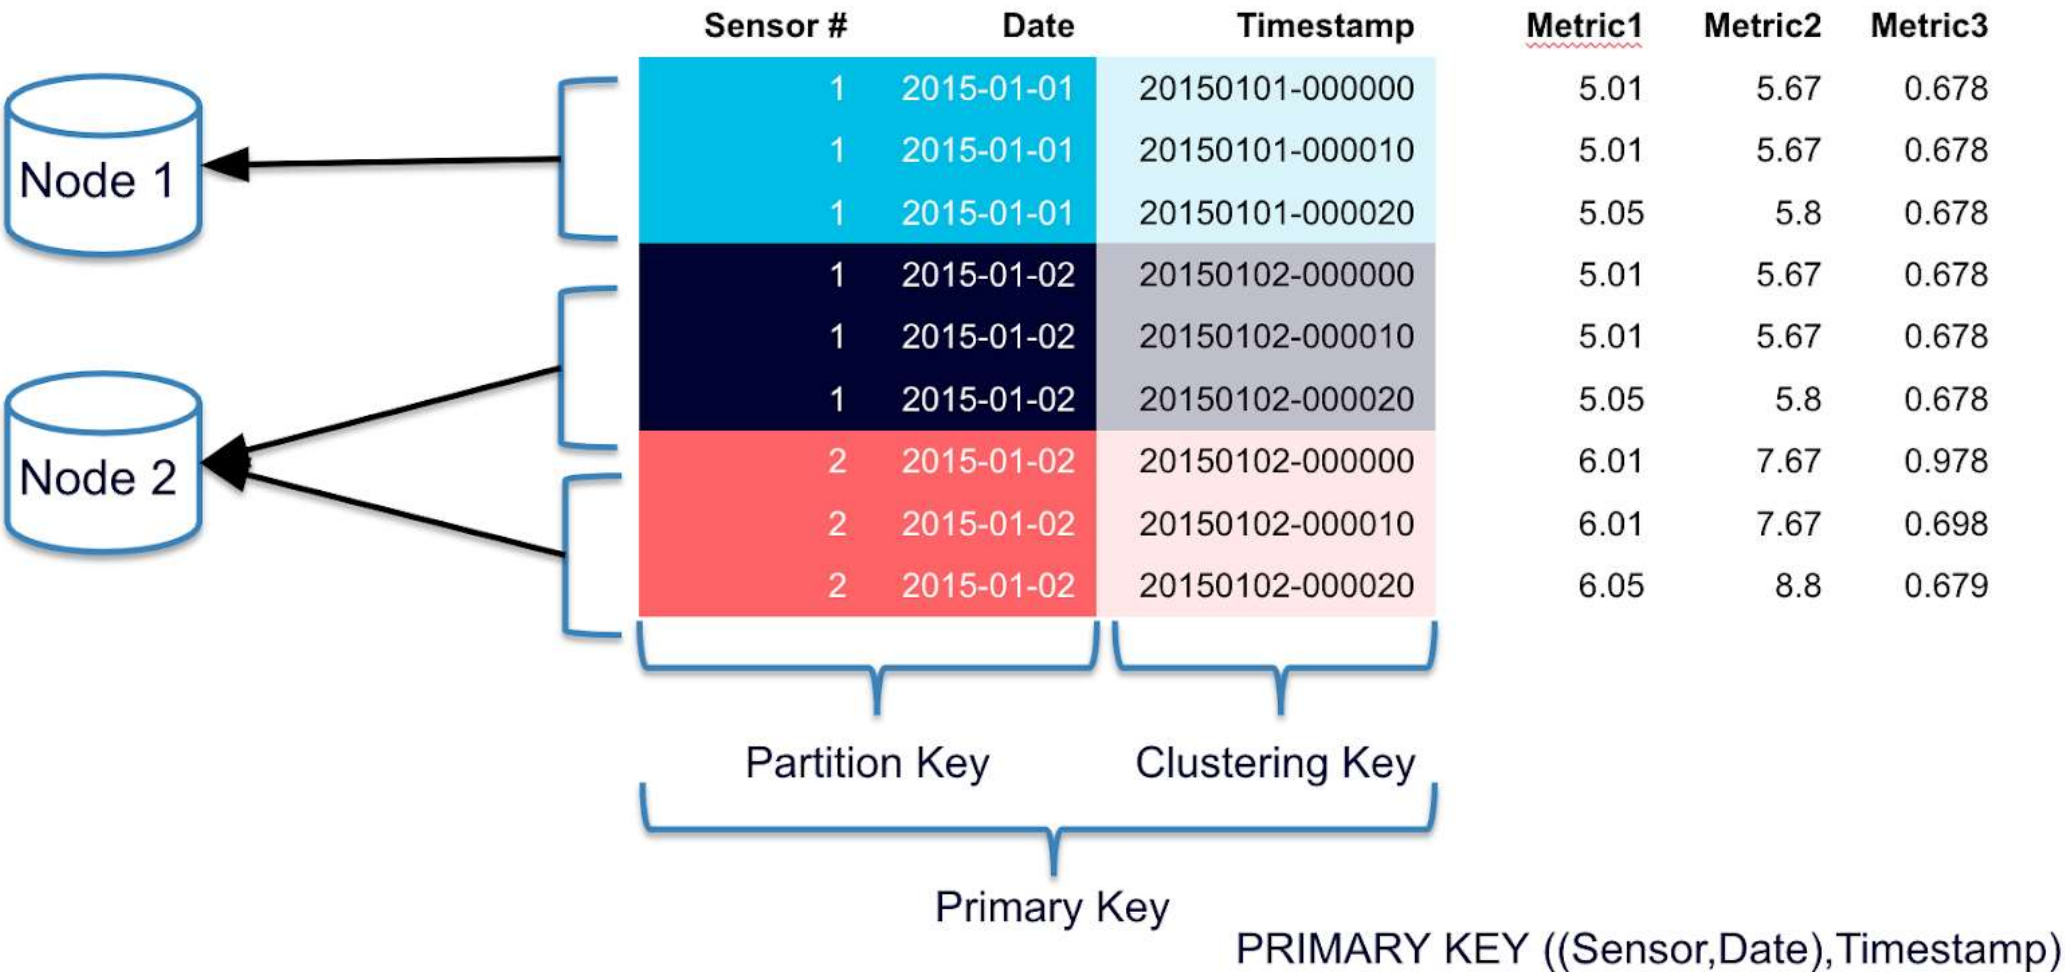 Sensor # Date Timestamp Metric1 Metric2 Metric3
1 2015-01-01 20150101-000000 5.01 5.67 0.678
1 2015-01-01 20150101-000010 5.01 5.67 0.678
1 2015-01-01 20150101-000020 5.05 5.8 0.678
1 2015-01-02 20150102-000000 5.01 5.67 0.678
1 2015-01-02 20150102-000010 5.01 5.67 0.678
1 2015-01-02 20150102-000020 5.05 5.8 0.678
2 2015-01-02 20150102-000000 6.01 7.67 0.978
2 2015-01-02 20150102-000010 6.01 7.67 0.698
2 2015-01-02 20150102-000020 6.05 8.8 0.679
Node 1
Node 2
Partition Key Clustering Key
Primary Key
PRIMARY KEY ((Sensor,Date),Timestamp)